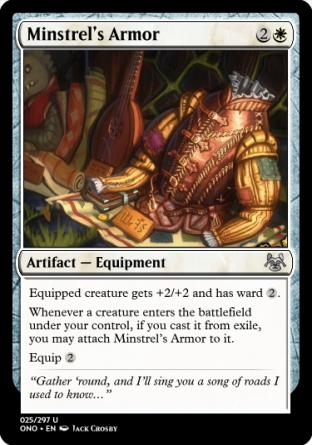 Minstrel's Armor 2
Artifact — Equipment
Equipped creature gets +2/+2 and has ward 2.
Whenever a creature enters the battlefield
under your control, if you cast it from exile,
you may attach Minstrel's Armor to it.
Equip 2
"Gather 'round, and I'll sing you a song of roads I
used to know…"
025/297 U
ONO • EN Jack Crosby